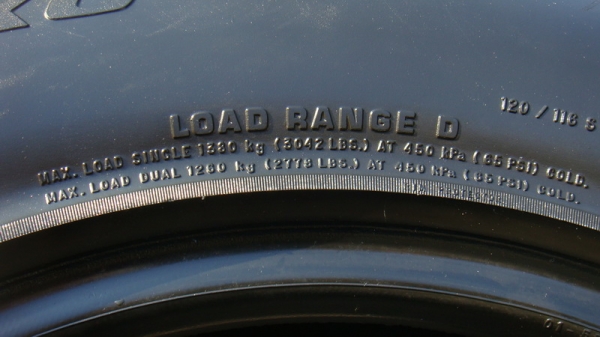 120 / 116 S
LOAD RANGE D
MAX. LOAD SINGLE 1380 kg (3042 LBS.) AT 450 kPa (65 PSI) COLD.
MAX. LOAD DUAL 1260 kg (2778 LBS.) AT 450 kPa (65 PSI) COLD.